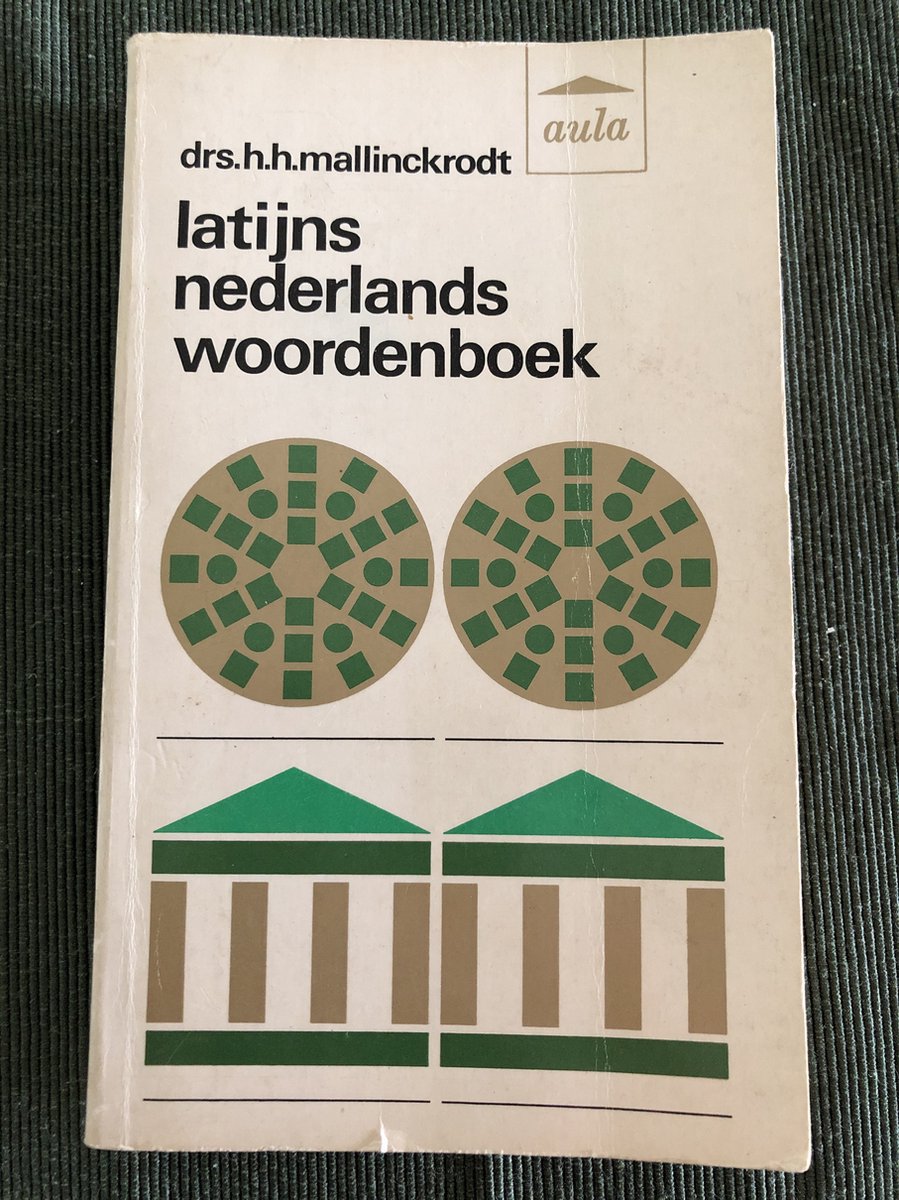 aula
drs.h.h.mallinckrodt
latijns
nederlands
woordenboek